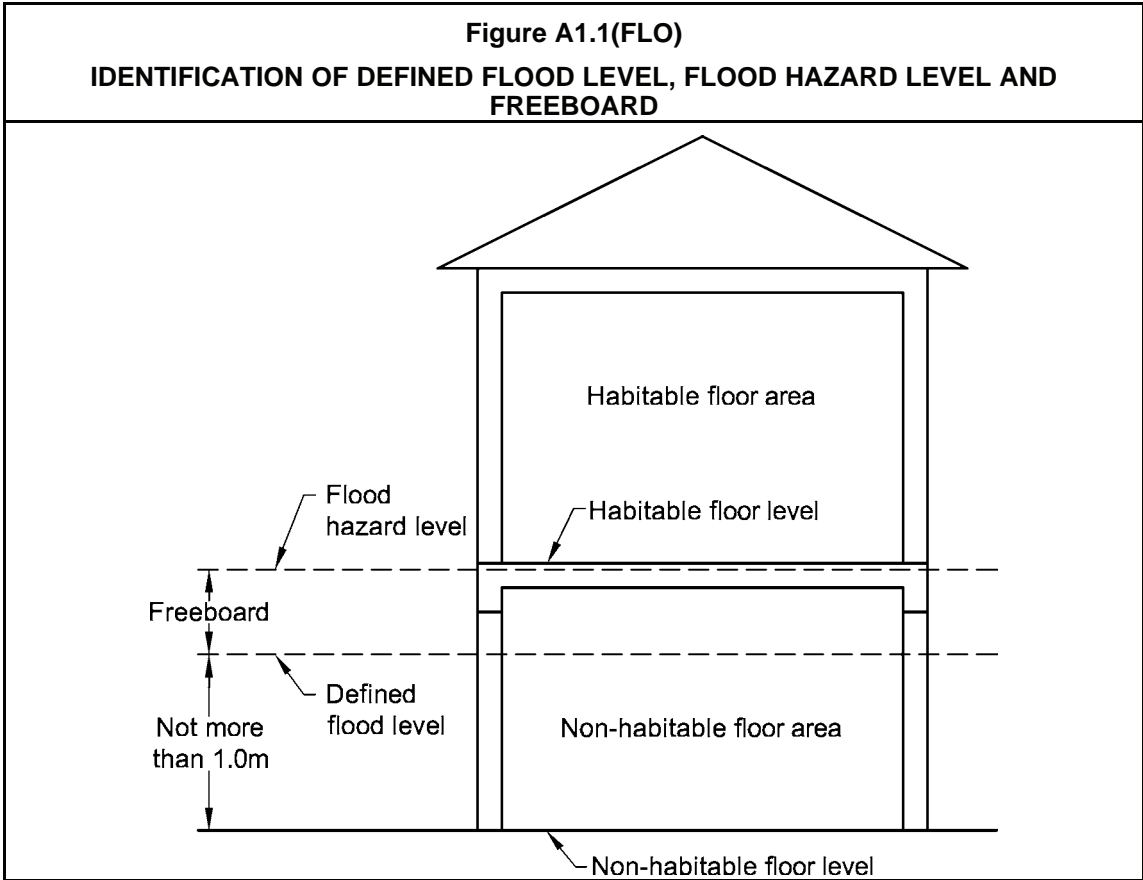 Figure A1.1(FLO)
IDENTIFICATION OF DEFINED FLOOD LEVEL, FLOOD HAZARD LEVEL AND
FREEBOARD
Habitable floor area
Flood
hazard level
Habitable floor level
Freeboard
Defined
flood level
Not more
than 1.0m
Non-habitable floor area
Non-habitable floor level